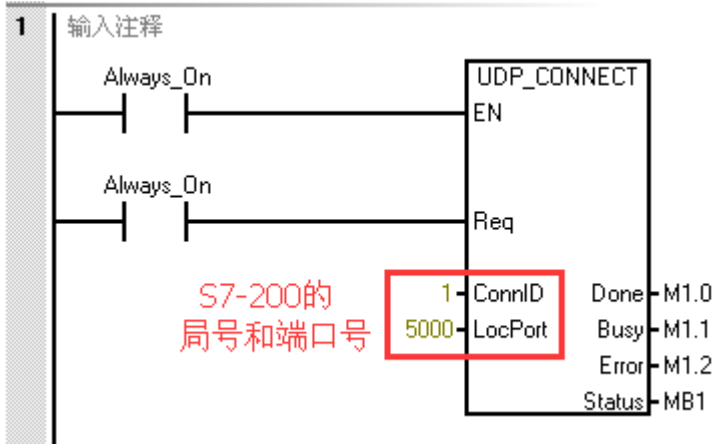 1 输入注释
Always_On
UDP_CONNECT
EN
Always_On
Req
S7-200的
局号和端口号
1 ConnID Done M1.0
5000 LocPort Busy M1.1
Error M1.2
Status MB1